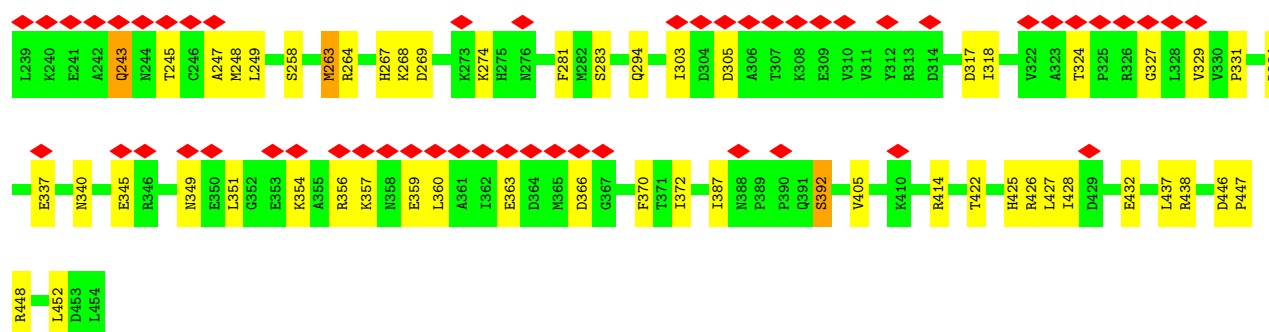 L239 K240 E241 A242 Q243 N244 T245 C246 A247 M248 L249 S258 M263 R264 H267 K268 D269 K273 K274 H275 N276 F281 M282 S283 Q294 I303 D304 D305 A306 T307 K308 E309 V310 V311 Y312 R313 D314 D317 I318 V322 A323 T324 P325 R326 G327 L328 V329 V330 P331
E337 N340 E345 R346 N349 E350 L351 G352 E353 K354 A355 R356 K357 N358 E359 L360 A361 I362 E363 D364 M365 D366 G367 F370 T371 I372 I387 N388 P389 P390 Q391 S392 V405 K410 R414 T422 H425 R426 L427 I428 D429 E432 L437 R438 D446 P447
R448 L452 D453 L454